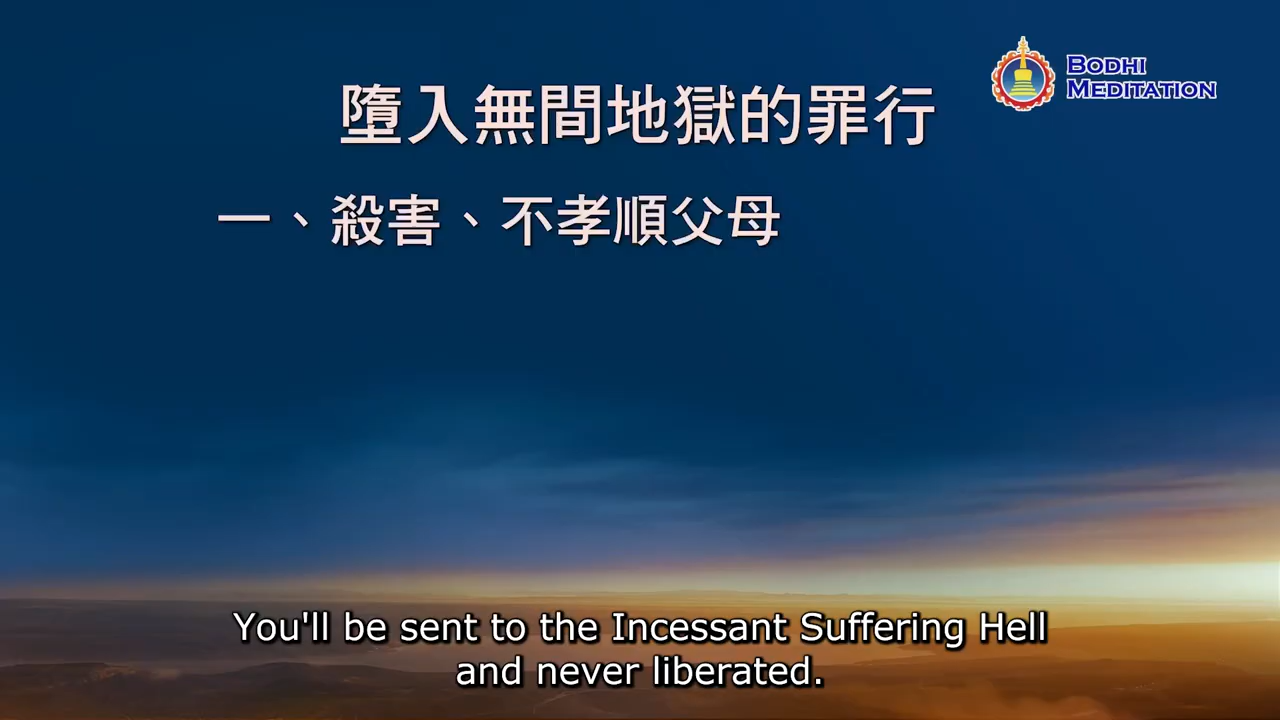 BODHI
MEDITATION
墮入無間地獄的罪行
一、殺害、不孝順父母
You'll be sent to the Incessant Suffering Hell
and never liberated.